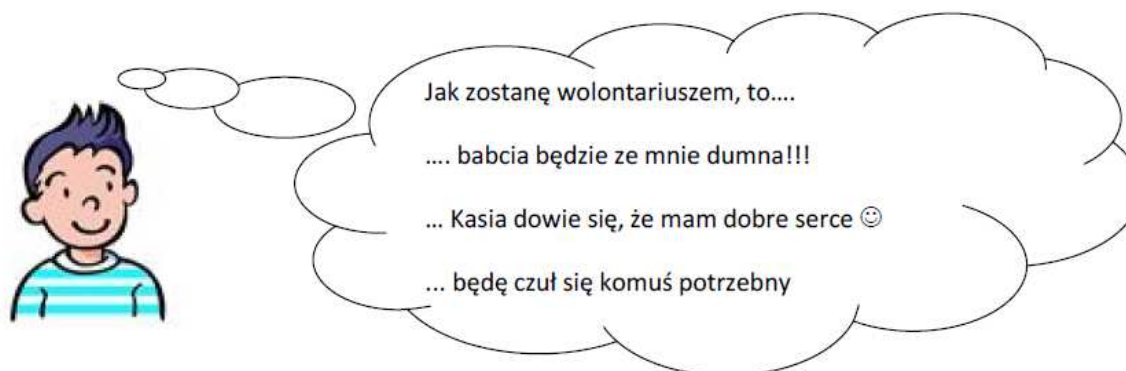 Jak zostanę wolontariuszem, to....
.... babcia będzie ze mnie dumna!!!
... Kasia dowie się, że mam dobre serce ☺
... będę czuł się komuś potrzebny